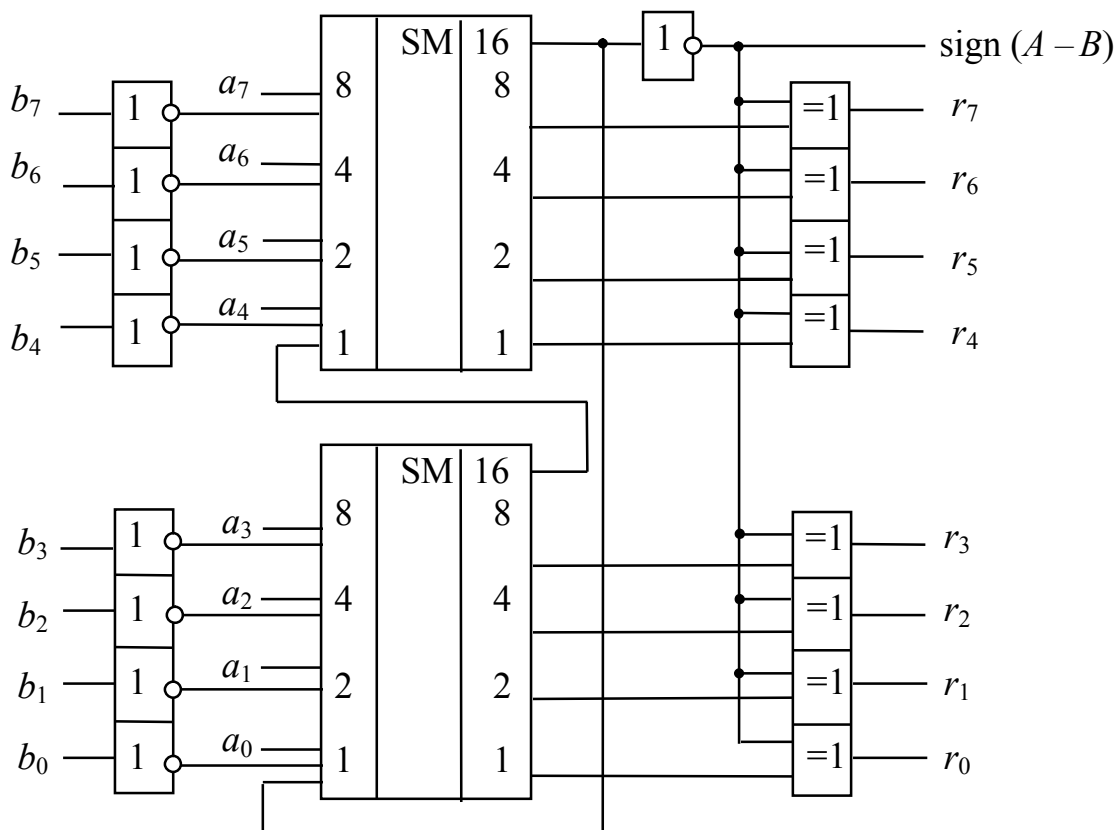 SM 16 1 sign (A – B)
a₇ 8 8 =1 r₇
b₇ 1
a₆ 4 4 =1 r₆
b₆ 1
a₅ 2 2 =1 r₅
b₅ 1
a₄ 1 1 =1 r₄
b₄ 1
SM 16
a₃ 8 8 =1 r₃
b₃ 1
a₂ 4 4 =1 r₂
b₂ 1
a₁ 2 2 =1 r₁
b₁ 1
a₀ 1 1 =1 r₀
b₀ 1